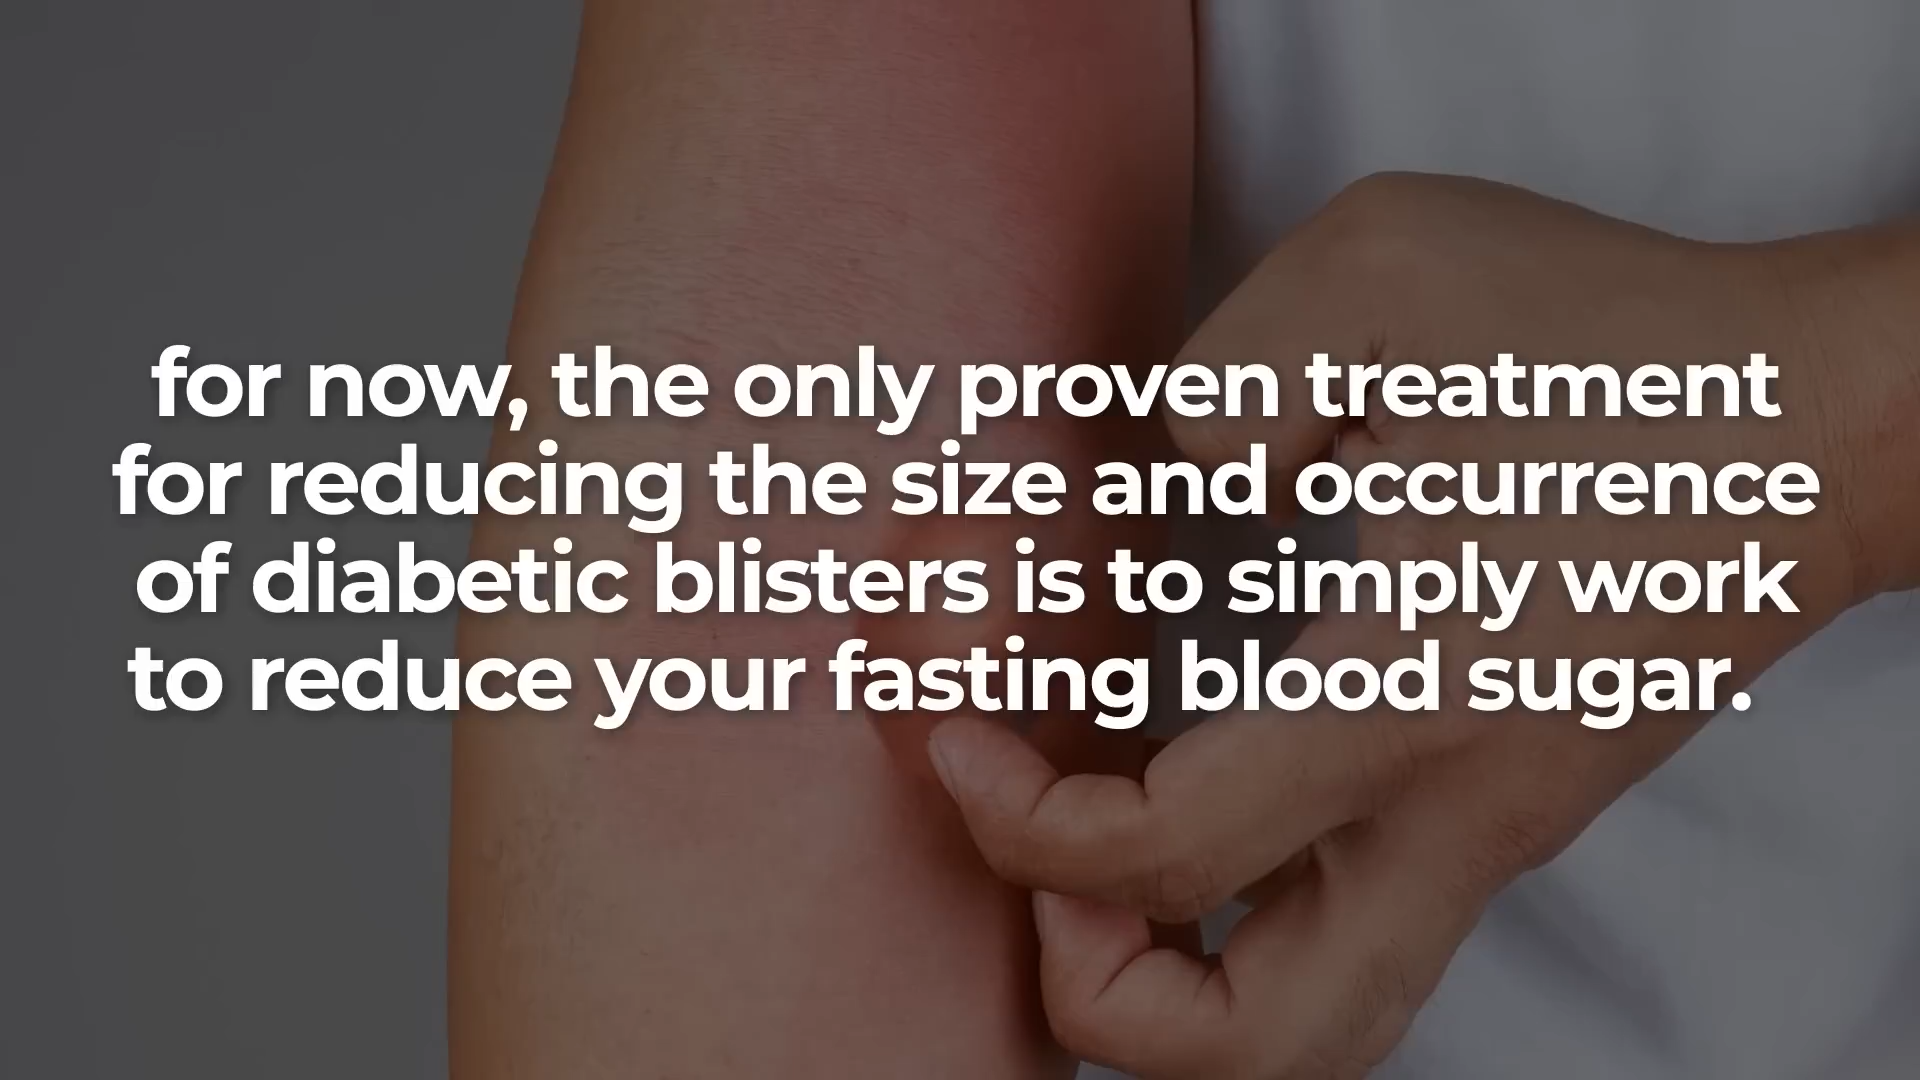 for now, the only proven treatment
for reducing the size and occurrence
of diabetic blisters is to simply work
to reduce your fasting blood sugar.